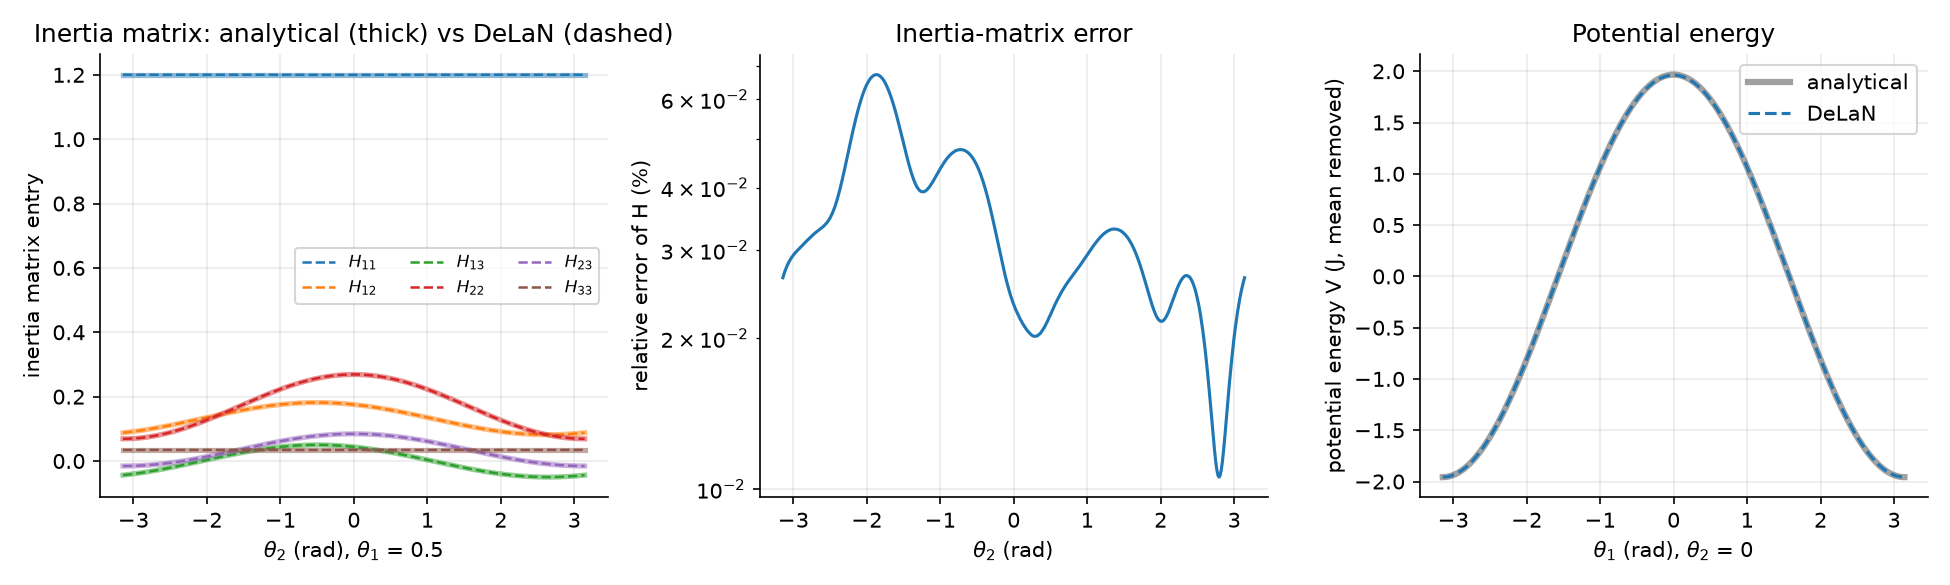 Inertia matrix: analytical (thick) vs DeLaN (dashed)
inertia matrix entry
1.2
1.0
0.8
0.6
0.4
0.2
0.0
H₁₁ H₁₃ H₂₃
H₁₂ H₂₂ H₃₃
−3 −2 −1 0 1 2 3
θ₂ (rad), θ₁ = 0.5
Inertia-matrix error
relative error of H (%)
6 × 10⁻²
4 × 10⁻²
3 × 10⁻²
2 × 10⁻²
10⁻²
−3 −2 −1 0 1 2 3
θ₂ (rad)
Potential energy
potential energy V (J, mean removed)
2.0
1.5
1.0
0.5
0.0
−0.5
−1.0
−1.5
−2.0
analytical
DeLaN
−3 −2 −1 0 1 2 3
θ₁ (rad), θ₂ = 0